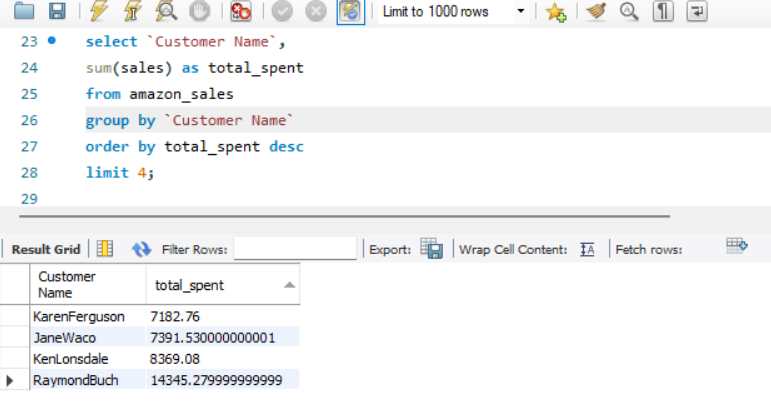 Limit to 1000 rows
23 select `Customer Name`,
24 sum(sales) as total_spent
25 from amazon_sales
26 group by `Customer Name`
27 order by total_spent desc
28 limit 4;
29
Result Grid Filter Rows: Export: Wrap Cell Content: Fetch rows:
Customer Name total_spent
KarenFerguson 7182.76
JaneWaco 7391.530000000001
KenLonsdale 8369.08
RaymondBuch 14345.279999999999